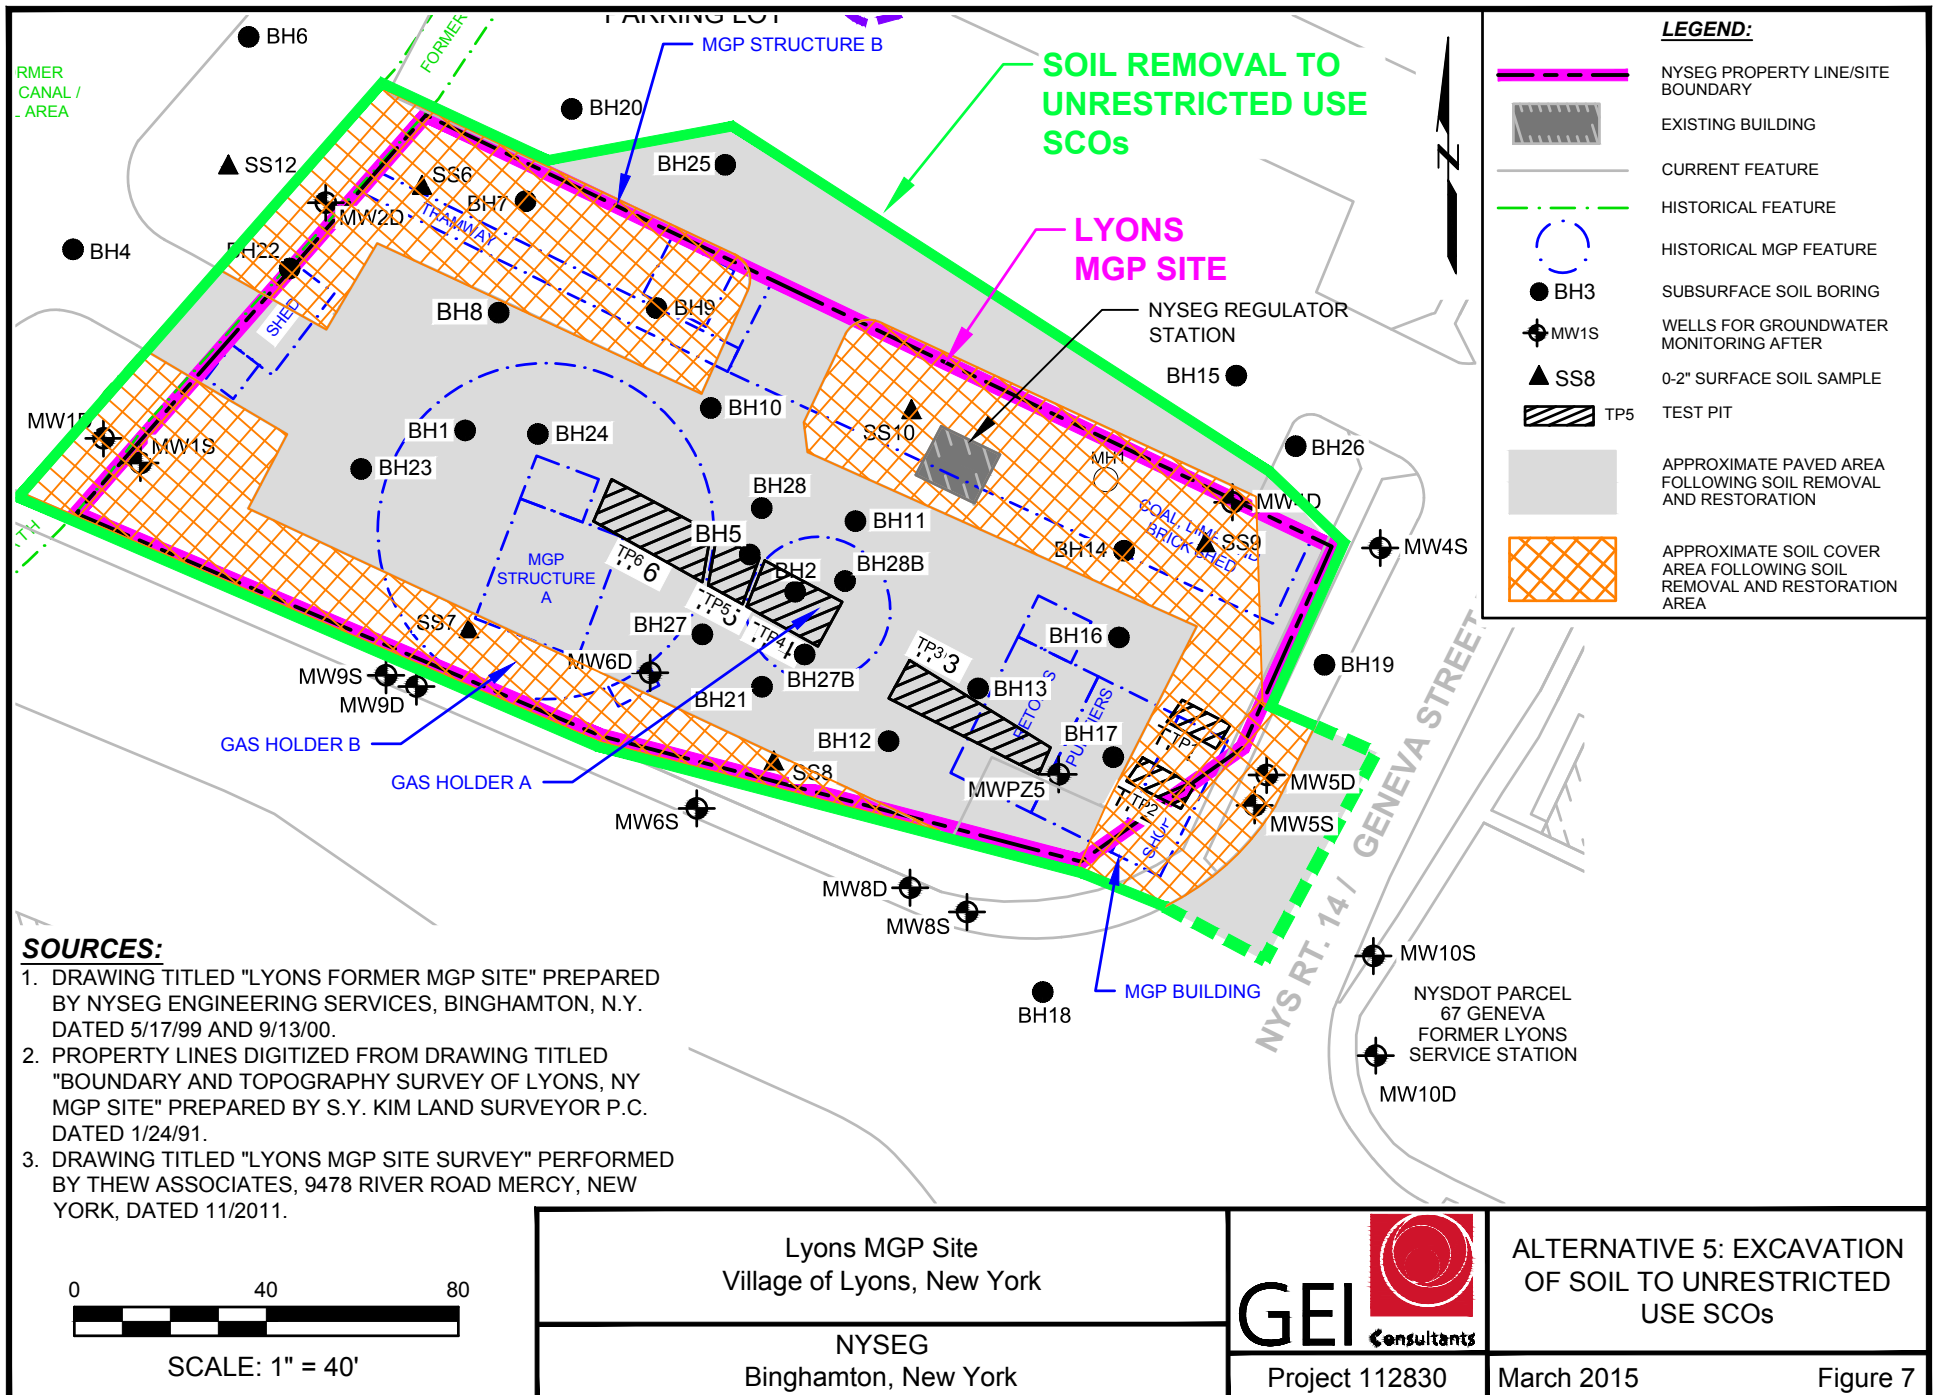 PARKING LOT
BH6
MGP STRUCTURE B
FORMER
RMER
CANAL /
AREA
SOIL REMOVAL TO
UNRESTRICTED USE
SCOs
BH20
BH25
SS12
SS6
BH7
TRAMWAY
MW2D
BH4
BH22
SHED
LYONS
MGP SITE
N
NYSEG REGULATOR
STATION
BH8
BH9
BH15
BH10
BH1
BH24
SS10
MH1
BH26
MW1S
BH23
BH28
BH11
BH5
MW4D
COAL, LIME AND
BRICK SHED
SS9
BH14
MW4S
TP6
6
MGP
STRUCTURE
A
BH2
BH28B
TP5
5
TP4
BH27
SS7
BH16
BH19
TP3
3
MW6D
MW9S
MW9D
BH27B
BH21
BH13
RETORTS
PURIFIERS
GAS HOLDER B
GAS HOLDER A
BH12
BH17
TP1
SS8
MWPZ5
TP2
SHOP
MW5D
MW5S
MW6S
MW8D
MW8S
NYS RT. 14 / GENEVA STREET
MGP BUILDING
BH18
MW10S
NYSDOT PARCEL
67 GENEVA
FORMER LYONS
SERVICE STATION
MW10D
LEGEND:
NYSEG PROPERTY LINE/SITE
BOUNDARY
EXISTING BUILDING
CURRENT FEATURE
HISTORICAL FEATURE
HISTORICAL MGP FEATURE
BH3 SUBSURFACE SOIL BORING
MW1S WELLS FOR GROUNDWATER
MONITORING AFTER
SS8 0-2" SURFACE SOIL SAMPLE
TP5 TEST PIT
APPROXIMATE PAVED AREA
FOLLOWING SOIL REMOVAL
AND RESTORATION
APPROXIMATE SOIL COVER
AREA FOLLOWING SOIL
REMOVAL AND RESTORATION
AREA
SOURCES:
1. DRAWING TITLED "LYONS FORMER MGP SITE" PREPARED
BY NYSEG ENGINEERING SERVICES, BINGHAMTON, N.Y.
DATED 5/17/99 AND 9/13/00.
2. PROPERTY LINES DIGITIZED FROM DRAWING TITLED
"BOUNDARY AND TOPOGRAPHY SURVEY OF LYONS, NY
MGP SITE" PREPARED BY S.Y. KIM LAND SURVEYOR P.C.
DATED 1/24/91.
3. DRAWING TITLED "LYONS MGP SITE SURVEY" PERFORMED
BY THEW ASSOCIATES, 9478 RIVER ROAD MERCY, NEW
YORK, DATED 11/2011.
0 40 80
SCALE: 1" = 40'
Lyons MGP Site
Village of Lyons, New York
NYSEG
Binghamton, New York
GEI
Consultants
Project 112830
ALTERNATIVE 5: EXCAVATION
OF SOIL TO UNRESTRICTED
USE SCOs
March 2015
Figure 7